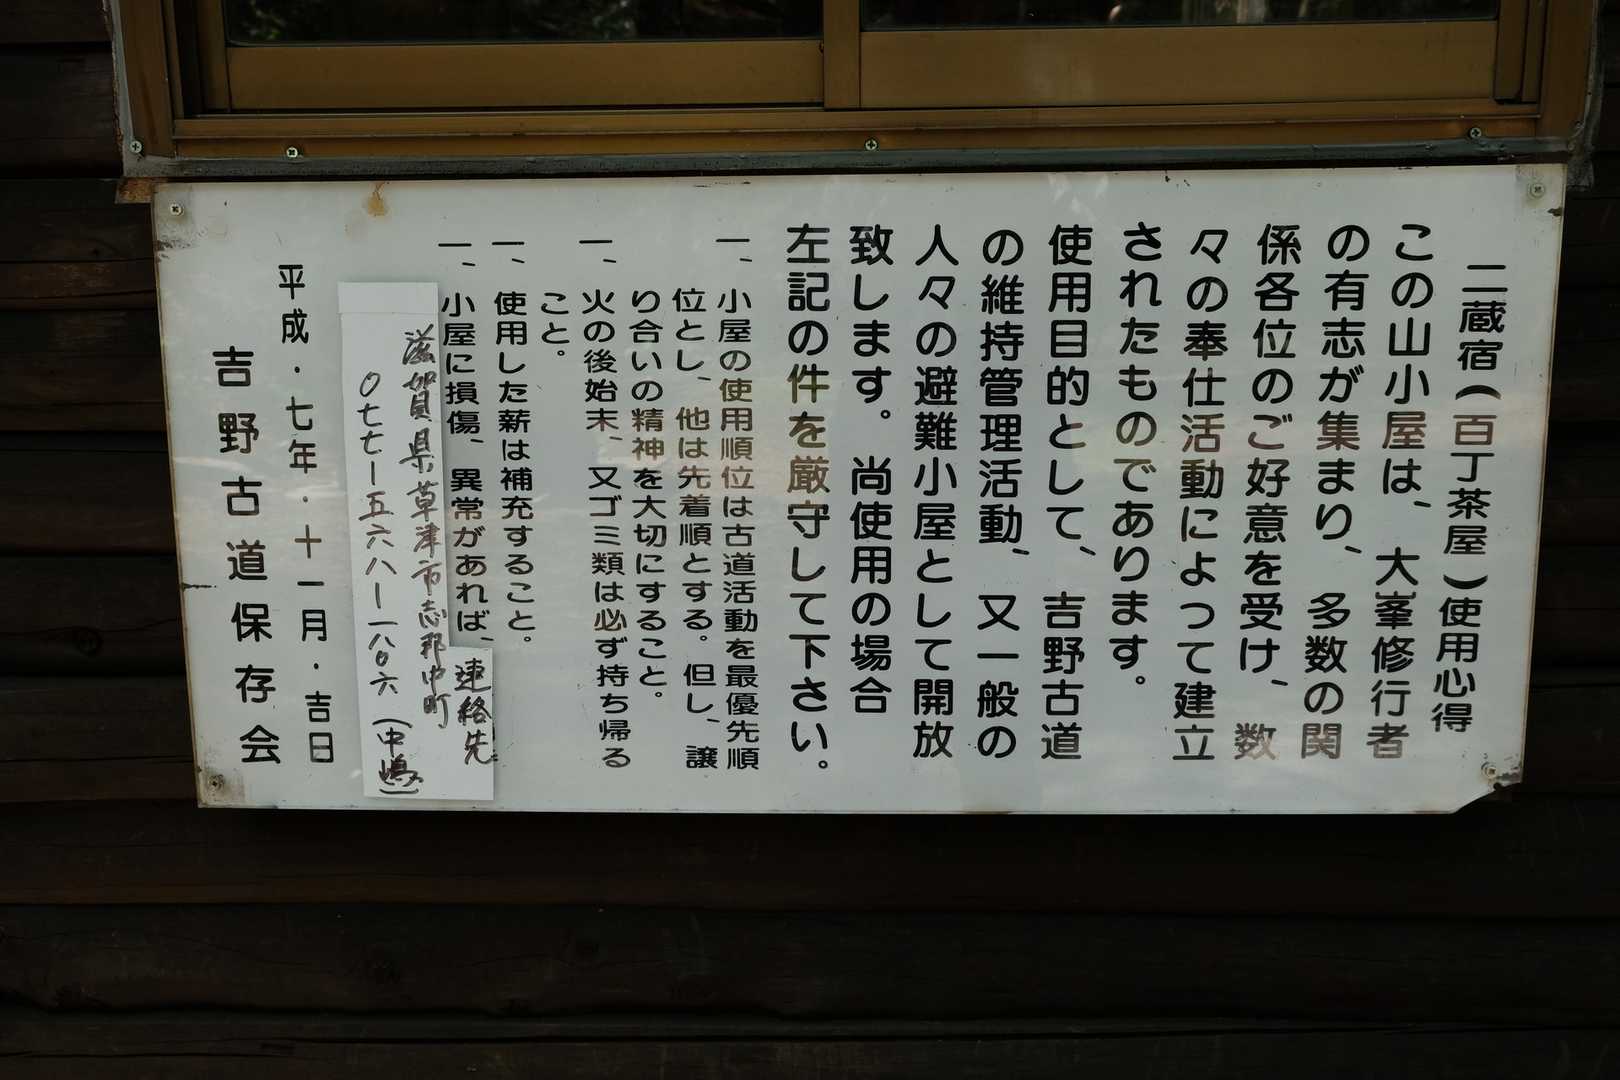 二蔵宿（百丁茶屋）使用心得
この山小屋は、大峯修行者
の有志が集まり、多数の関
係各位のご好意を受け、数
々の奉仕活動によって建立
されたものであります。
使用目的として、吉野古道
の維持管理活動、又一般の
人々の避難小屋として開放
致します。尚使用の場合
左記の件を厳守して下さい。
一、小屋の使用順位は古道活動を最優先順
位とし、他は先着順とする。但し、譲
り合いの精神を大切にすること。
一、火の後始末、又ゴミ類は必ず持ち帰る
こと。
一、使用した薪は補充すること。
一、小屋に損傷、異常があれば、連絡先
滋賀県草津市志那中町
〇七七ー五六八ー一八〇六（中嶋）
平成・七年・十一月・吉日
吉野古道保存会